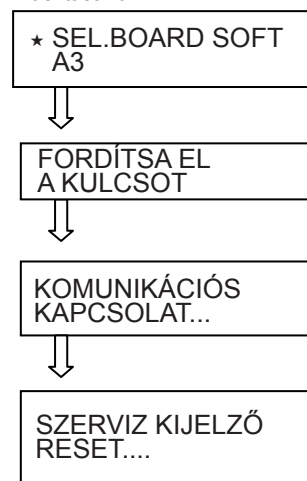 ★ SEL.BOARD SOFT
A3
FORDÍTSA EL
A KULCSOT
KOMUNIKÁCIÓS
KAPCSOLAT...
SZERVIZ KIJELZŐ
RESET....